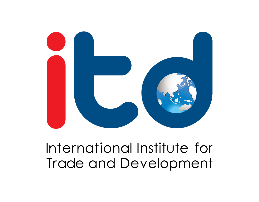 itd
International Institute for
Trade and Development